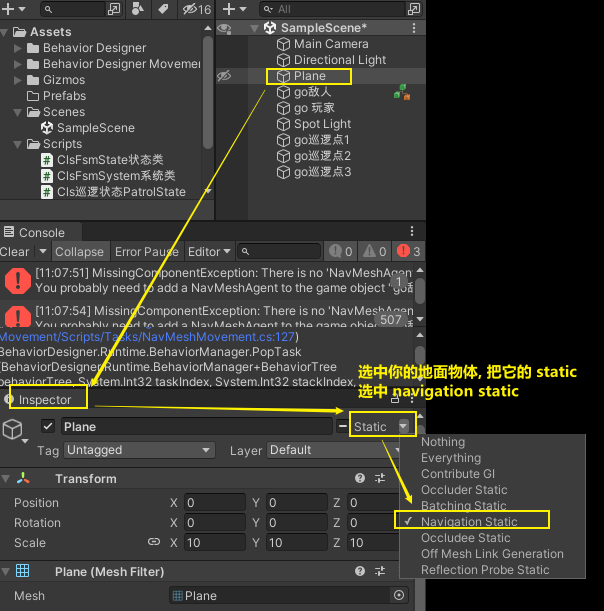 16
All
Assets
Behavior Designer
Behavior Designer Movemen
Gizmos
Prefabs
Scenes
SampleScene
Scripts
ClsFsmState状态类
ClsFsmSystem系统类
Cls巡逻状态PatrolState
SampleScene*
Main Camera
Directional Light
Plane
go敌人
go 玩家
Spot Light
go巡逻点1
go巡逻点2
go巡逻点3
Console
Clear Collapse Error Pause Editor 0 0 3
[11:07:51] MissingComponentException: There is no 'NavMeshAgent
You probably need to add a NavMeshAgent to the game object "go敌
1
[11:07:54] MissingComponentException: There is no 'NavMeshAgen
You probably need to add a NavMeshAgent to the game object "go敌
507
Movement/Scripts/Tasks/NavMeshMovement.cs:127)
BehaviorDesigner.Runtime.BehaviorManager.PopTask
(BehaviorDesigner.Runtime.BehaviorManager+BehaviorTree
behaviorTree, System.Int32 taskIndex, System.Int32 stackIndex,
选中你的地面物体, 把它的 static
选中 navigation static
Inspector
Plane Static
Tag Untagged Layer Default
Transform
Position X 0 Y 0 Z 0
Rotation X 0 Y 0 Z 0
Scale X 10 Y 10 Z 10
Plane (Mesh Filter)
Mesh Plane
Nothing
Everything
Contribute GI
Occluder Static
Batching Static
✓ Navigation Static
Occludee Static
Off Mesh Link Generation
Reflection Probe Static